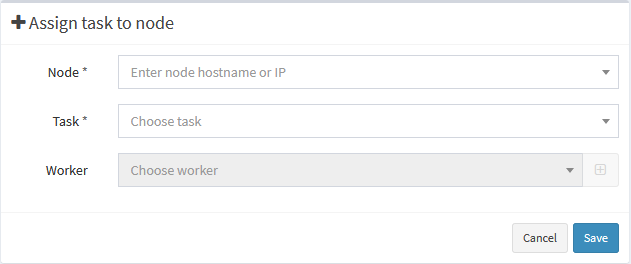 Assign task to node
Node *
Enter node hostname or IP
Task *
Choose task
Worker
Choose worker
Cancel Save